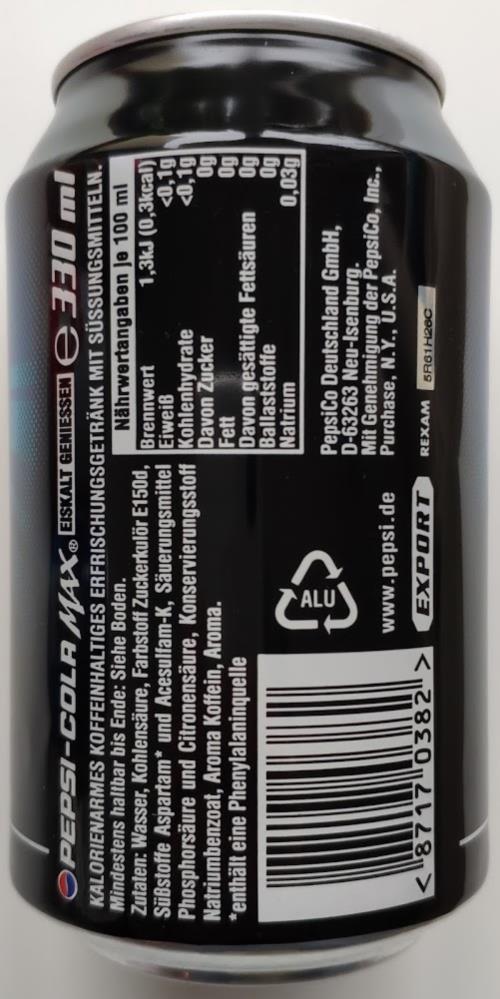 PEPSI-COLA MAX® EISKALT GENIESSEN ℮ 330 ml
KALORIENARMES KOFFEINHALTIGES ERFRISCHUNGSGETRÄNK MIT SÜSSUNGSMITTELN.
Mindestens haltbar bis Ende: Siehe Boden.
Zutaten: Wasser, Kohlensäure, Farbstoff Zuckerkulör E150d,
Süßstoffe Aspartam* und Acesulfam-K, Säuerungsmittel
Phosphorsäure und Citronensäure, Konservierungsstoff
Natriumbenzoat, Aroma Koffein, Aroma.
*enthält eine Phenylalaninquelle
Nährwertangaben je 100 ml
Brennwert 1,3kJ (0,3kcal)
Eiweiß <0,1g
Kohlenhydrate <0,1g
Davon Zucker 0g
Fett 0g
Davon gesättigte Fettsäuren 0g
Ballaststoffe 0g
Natrium 0,03g
PepsiCo Deutschland GmbH,
D-63263 Neu-Isenburg.
Mit Genehmigung der PepsiCo, Inc.,
Purchase, N.Y., U.S.A.
ALU
www.pepsi.de
EXPORT
REXAM 5R61H26C
< 8717 0382 >